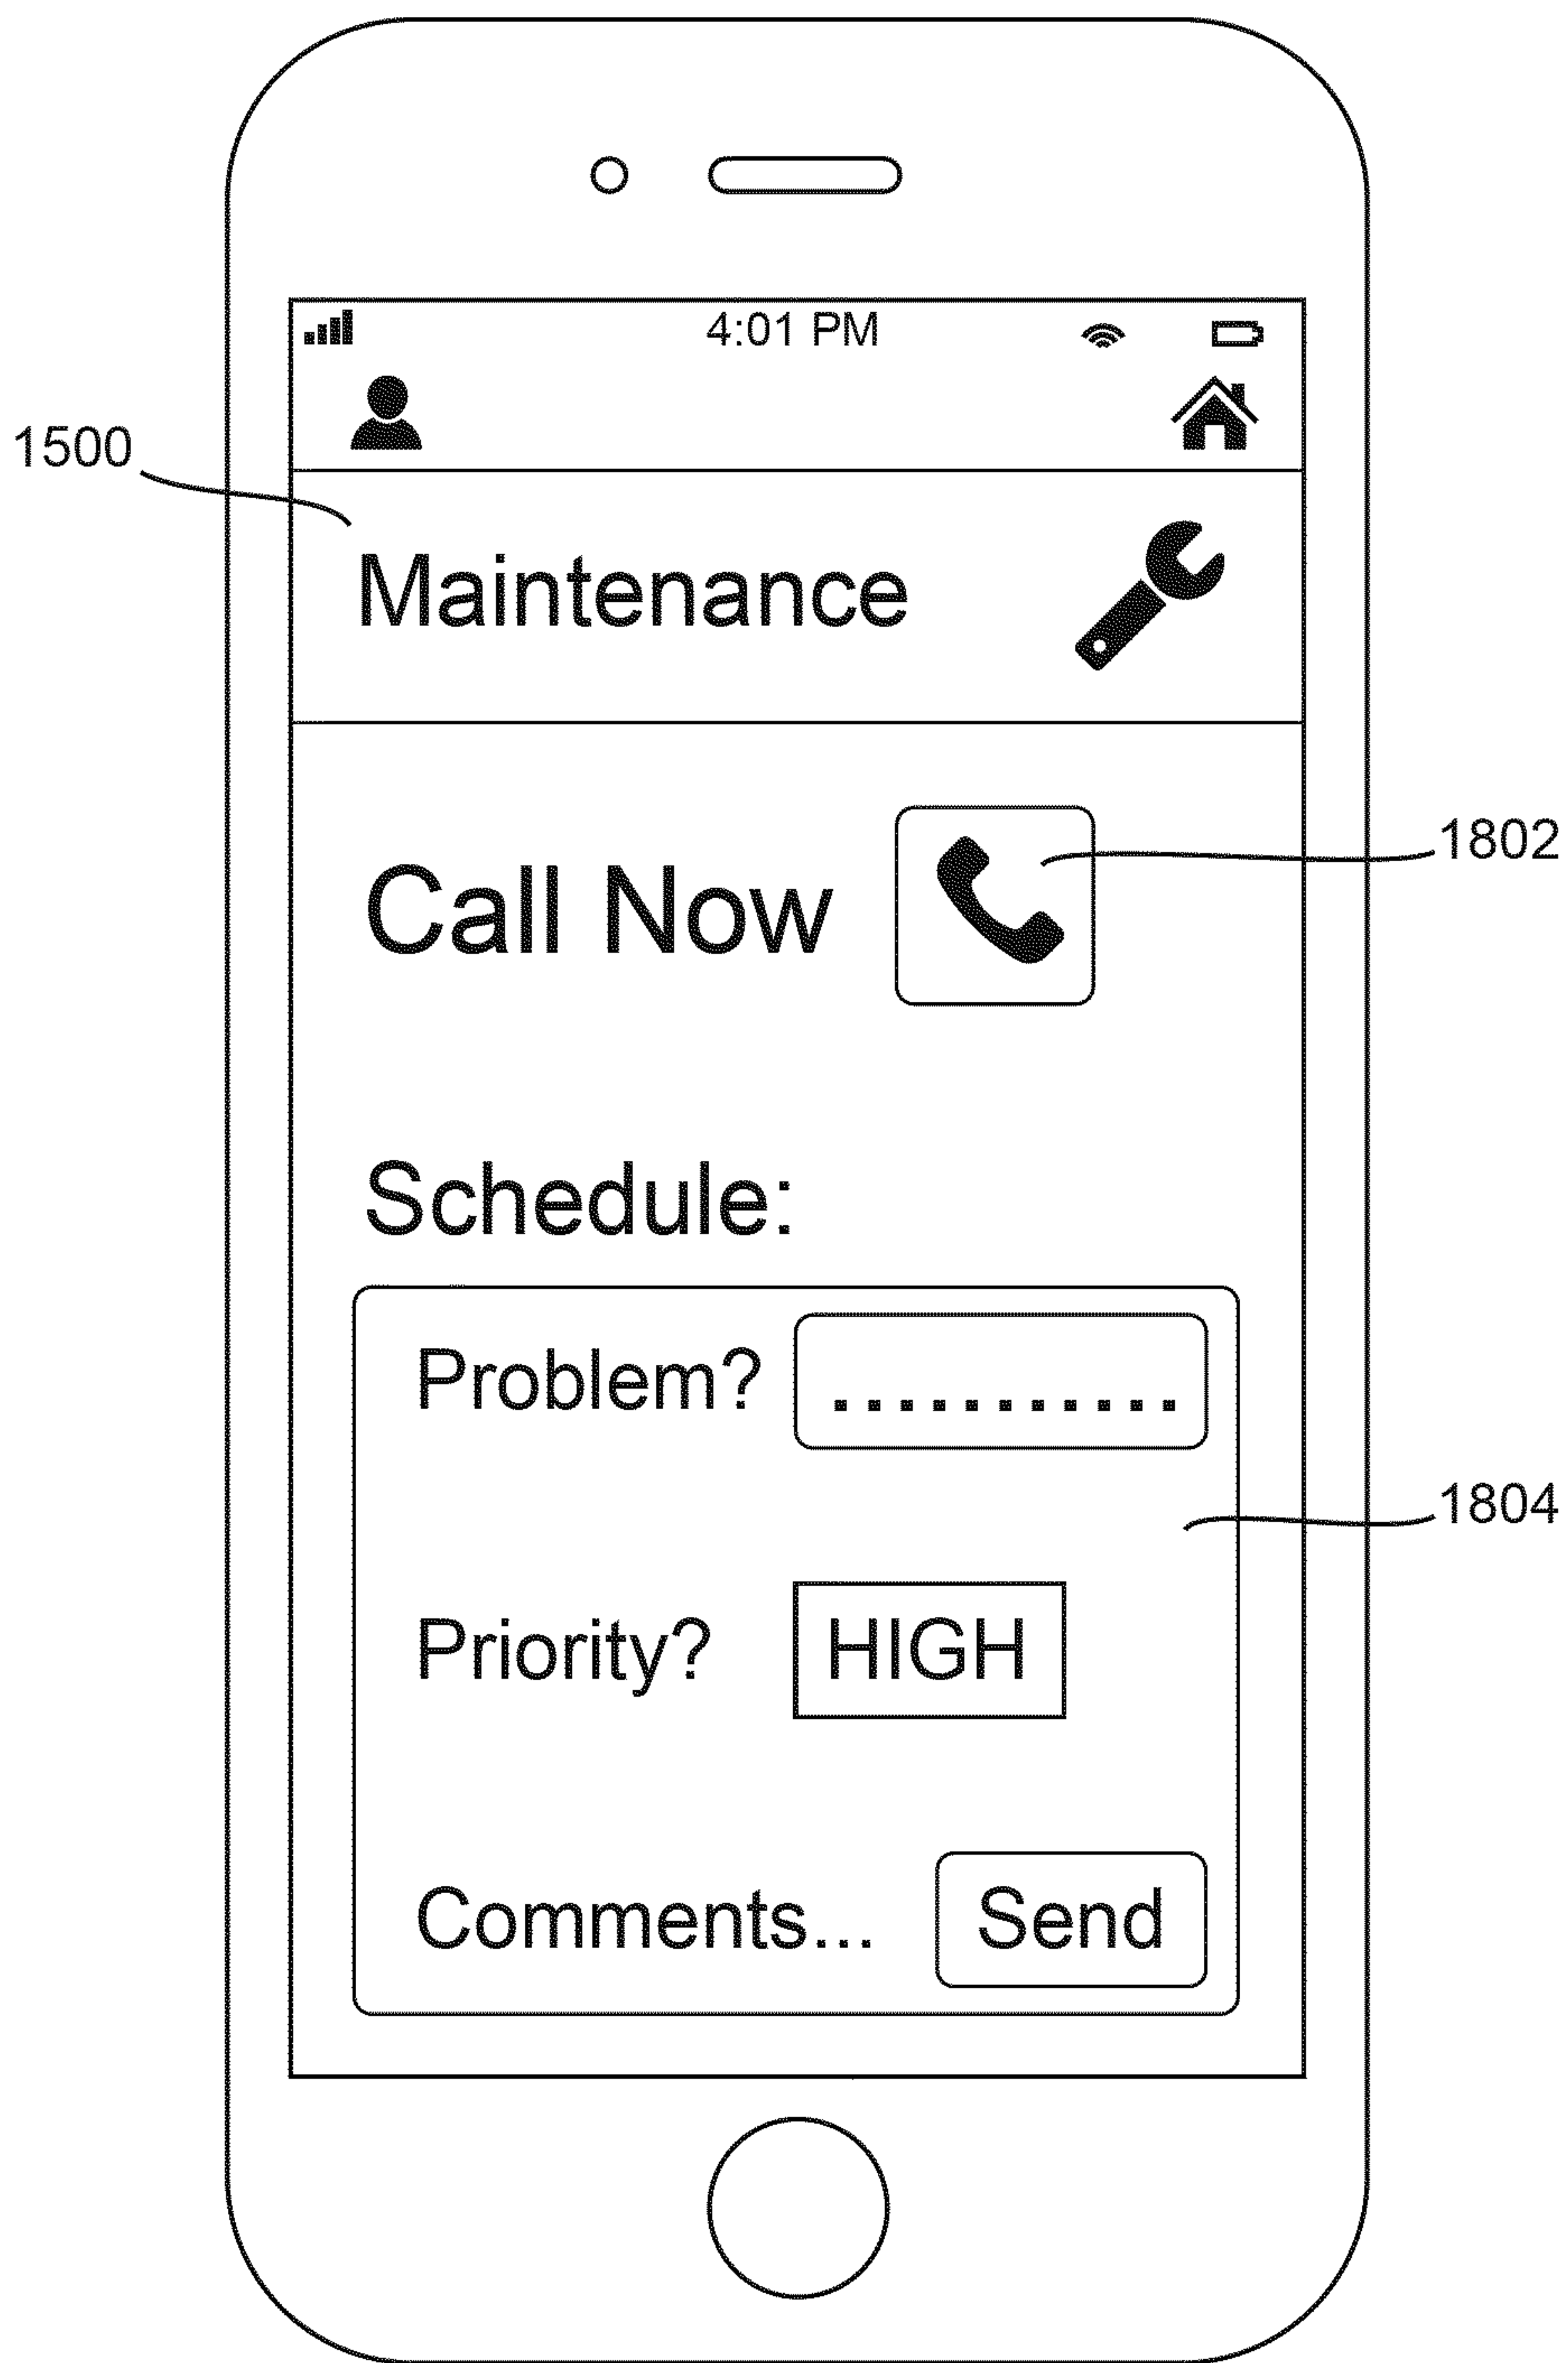 4:01 PM
1500
Maintenance
Call Now
1802
Schedule:
Problem? ...........
1804
Priority? HIGH
Comments... Send